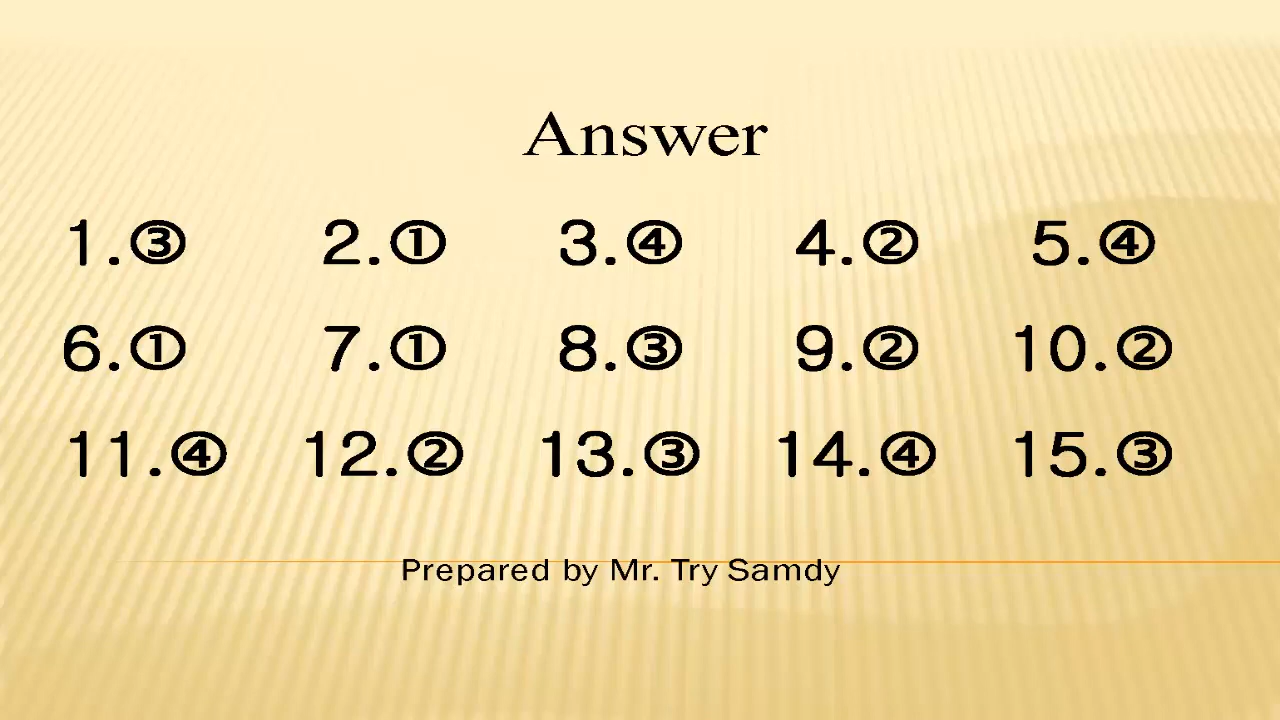 Answer
1.③ 2.① 3.④ 4.② 5.④
6.① 7.① 8.③ 9.② 10.②
11.④ 12.② 13.③ 14.④ 15.③
Prepared by Mr. Try Samdy